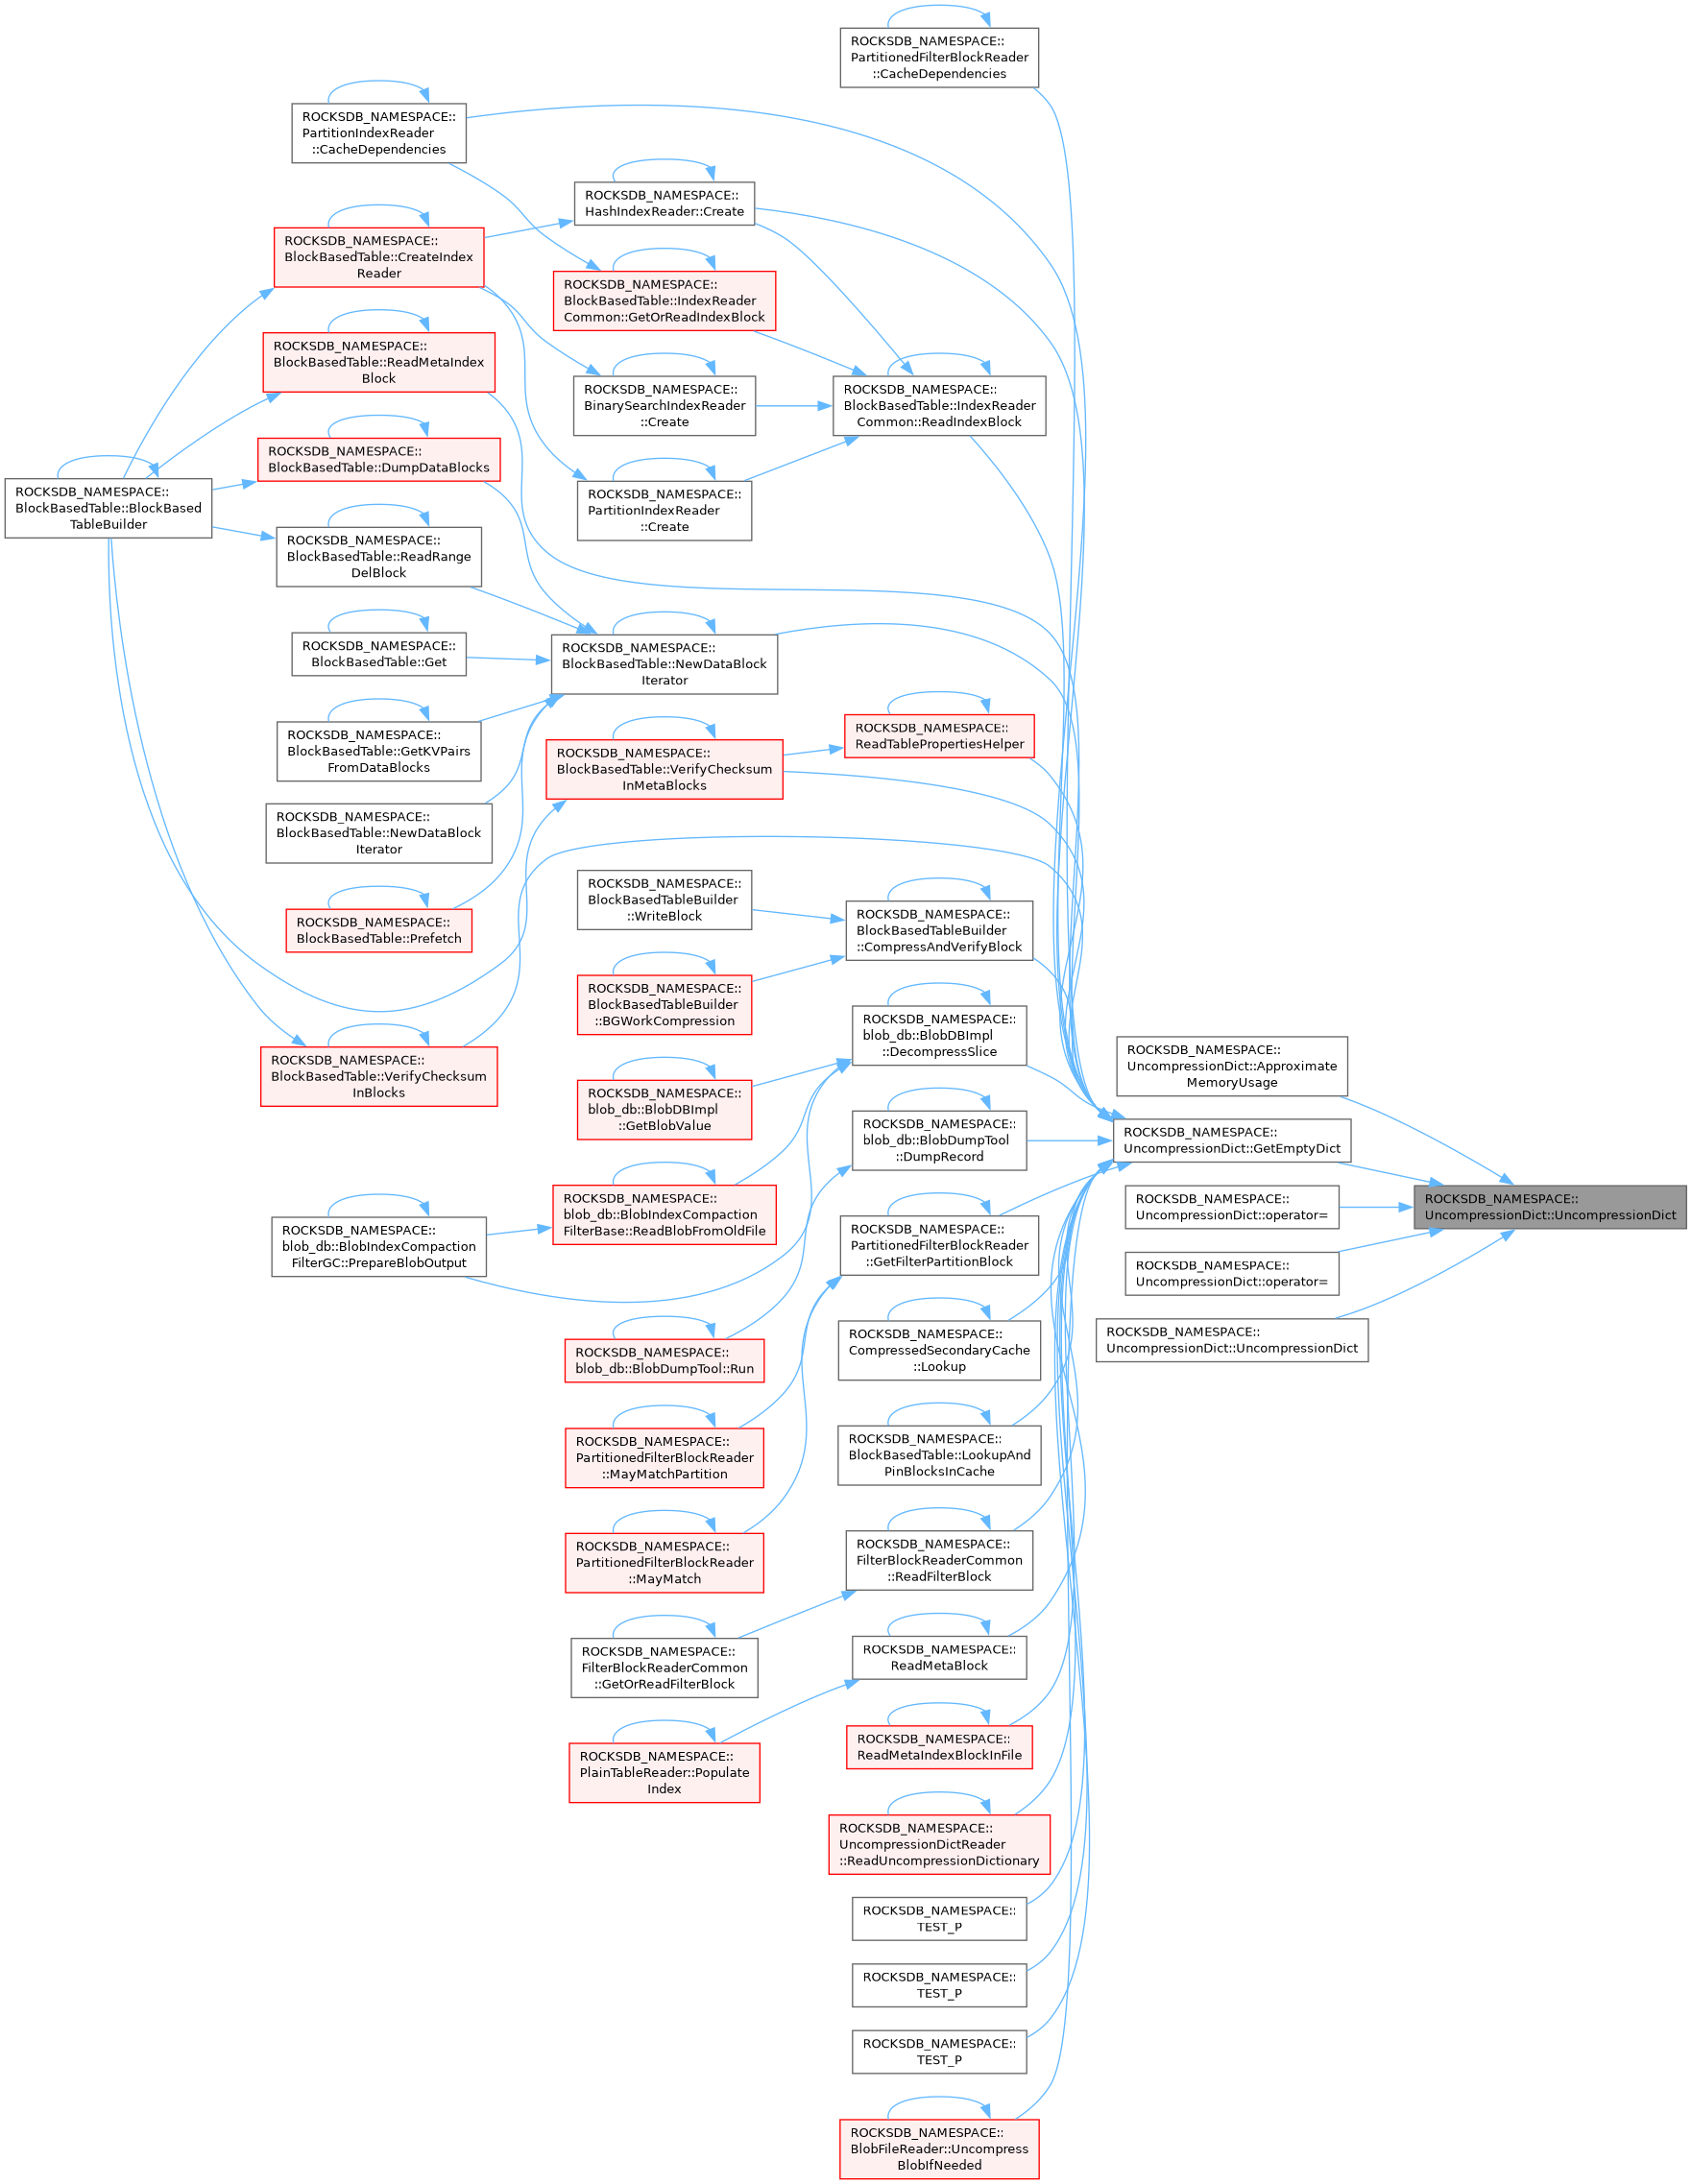 ROCKSDB_NAMESPACE::
PartitionedFilterBlockReader
::CacheDependencies
ROCKSDB_NAMESPACE::
PartitionIndexReader
::CacheDependencies
ROCKSDB_NAMESPACE::
HashIndexReader::Create
ROCKSDB_NAMESPACE::
BlockBasedTable::CreateIndex
Reader
ROCKSDB_NAMESPACE::
BlockBasedTable::IndexReader
Common::GetOrReadIndexBlock
ROCKSDB_NAMESPACE::
BlockBasedTable::ReadMetaIndex
Block
ROCKSDB_NAMESPACE::
BinarySearchIndexReader
::Create
ROCKSDB_NAMESPACE::
BlockBasedTable::IndexReader
Common::ReadIndexBlock
ROCKSDB_NAMESPACE::
BlockBasedTable::DumpDataBlocks
ROCKSDB_NAMESPACE::
BlockBasedTable::BlockBased
TableBuilder
ROCKSDB_NAMESPACE::
PartitionIndexReader
::Create
ROCKSDB_NAMESPACE::
BlockBasedTable::ReadRange
DelBlock
ROCKSDB_NAMESPACE::
BlockBasedTable::Get
ROCKSDB_NAMESPACE::
BlockBasedTable::NewDataBlock
Iterator
ROCKSDB_NAMESPACE::
BlockBasedTable::GetKVPairs
FromDataBlocks
ROCKSDB_NAMESPACE::
BlockBasedTable::VerifyChecksum
InMetaBlocks
ROCKSDB_NAMESPACE::
ReadTablePropertiesHelper
ROCKSDB_NAMESPACE::
BlockBasedTable::NewDataBlock
Iterator
ROCKSDB_NAMESPACE::
BlockBasedTable::Prefetch
ROCKSDB_NAMESPACE::
BlockBasedTableBuilder
::WriteBlock
ROCKSDB_NAMESPACE::
BlockBasedTableBuilder
::CompressAndVerifyBlock
ROCKSDB_NAMESPACE::
BlockBasedTableBuilder
::BGWorkCompression
ROCKSDB_NAMESPACE::
blob_db::BlobDBImpl
::DecompressSlice
ROCKSDB_NAMESPACE::
BlockBasedTable::VerifyChecksum
InBlocks
ROCKSDB_NAMESPACE::
UncompressionDict::Approximate
MemoryUsage
ROCKSDB_NAMESPACE::
blob_db::BlobDBImpl
::GetBlobValue
ROCKSDB_NAMESPACE::
blob_db::BlobDumpTool
::DumpRecord
ROCKSDB_NAMESPACE::
UncompressionDict::GetEmptyDict
ROCKSDB_NAMESPACE::
blob_db::BlobIndexCompaction
FilterGC::PrepareBlobOutput
ROCKSDB_NAMESPACE::
blob_db::BlobIndexCompaction
FilterBase::ReadBlobFromOldFile
ROCKSDB_NAMESPACE::
PartitionedFilterBlockReader
::GetFilterPartitionBlock
ROCKSDB_NAMESPACE::
UncompressionDict::operator=
ROCKSDB_NAMESPACE::
UncompressionDict::UncompressionDict
ROCKSDB_NAMESPACE::
UncompressionDict::operator=
ROCKSDB_NAMESPACE::
UncompressionDict::UncompressionDict
ROCKSDB_NAMESPACE::
blob_db::BlobDumpTool::Run
ROCKSDB_NAMESPACE::
CompressedSecondaryCache
::Lookup
ROCKSDB_NAMESPACE::
PartitionedFilterBlockReader
::MayMatchPartition
ROCKSDB_NAMESPACE::
BlockBasedTable::LookupAnd
PinBlocksInCache
ROCKSDB_NAMESPACE::
PartitionedFilterBlockReader
::MayMatch
ROCKSDB_NAMESPACE::
FilterBlockReaderCommon
::ReadFilterBlock
ROCKSDB_NAMESPACE::
FilterBlockReaderCommon
::GetOrReadFilterBlock
ROCKSDB_NAMESPACE::
ReadMetaBlock
ROCKSDB_NAMESPACE::
PlainTableReader::Populate
Index
ROCKSDB_NAMESPACE::
ReadMetaIndexBlockInFile
ROCKSDB_NAMESPACE::
UncompressionDictReader
::ReadUncompressionDictionary
ROCKSDB_NAMESPACE::
TEST_P
ROCKSDB_NAMESPACE::
TEST_P
ROCKSDB_NAMESPACE::
TEST_P
ROCKSDB_NAMESPACE::
BlobFileReader::Uncompress
BlobIfNeeded